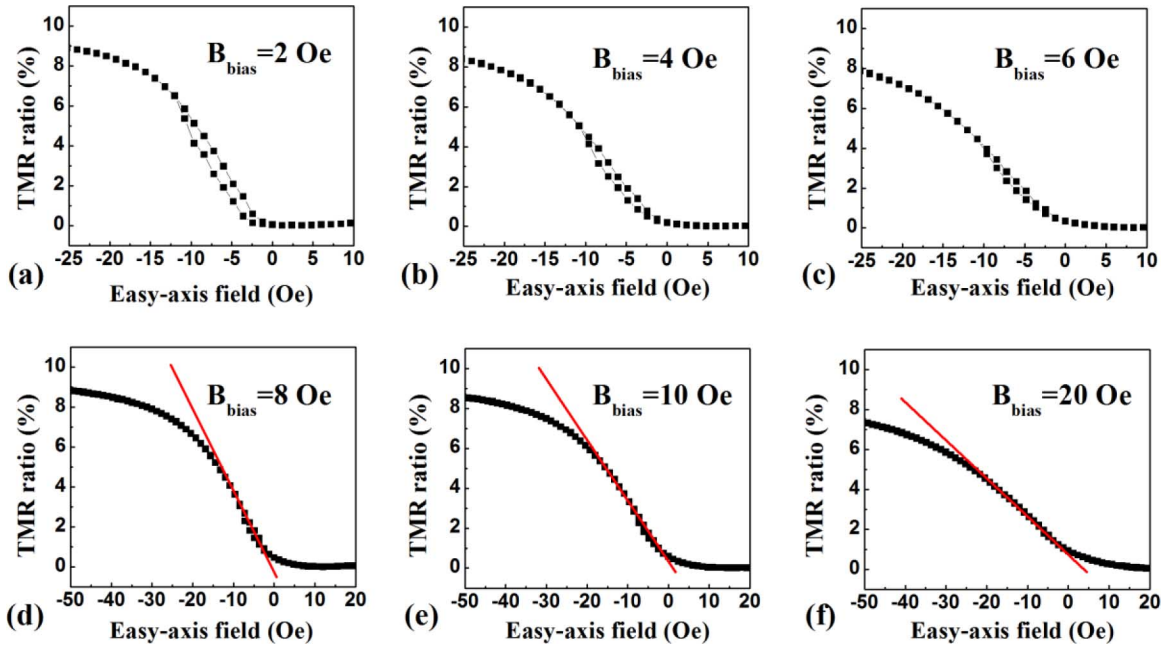 B_bias=2 Oe
TMR ratio (%)
10
8
6
4
2
0
-25 -20 -15 -10 -5 0 5 10
(a)
Easy-axis field (Oe)
B_bias=4 Oe
TMR ratio (%)
10
8
6
4
2
0
-25 -20 -15 -10 -5 0 5 10
(b)
Easy-axis field (Oe)
B_bias=6 Oe
TMR ratio (%)
10
8
6
4
2
0
-25 -20 -15 -10 -5 0 5 10
(c)
Easy-axis field (Oe)
B_bias=8 Oe
TMR ratio (%)
10
8
6
4
2
0
-50 -40 -30 -20 -10 0 10 20
(d)
Easy-axis field (Oe)
B_bias=10 Oe
TMR ratio (%)
10
8
6
4
2
0
-50 -40 -30 -20 -10 0 10 20
(e)
Easy-axis field (Oe)
B_bias=20 Oe
TMR ratio (%)
10
8
6
4
2
0
-50 -40 -30 -20 -10 0 10 20
(f)
Easy-axis field (Oe)